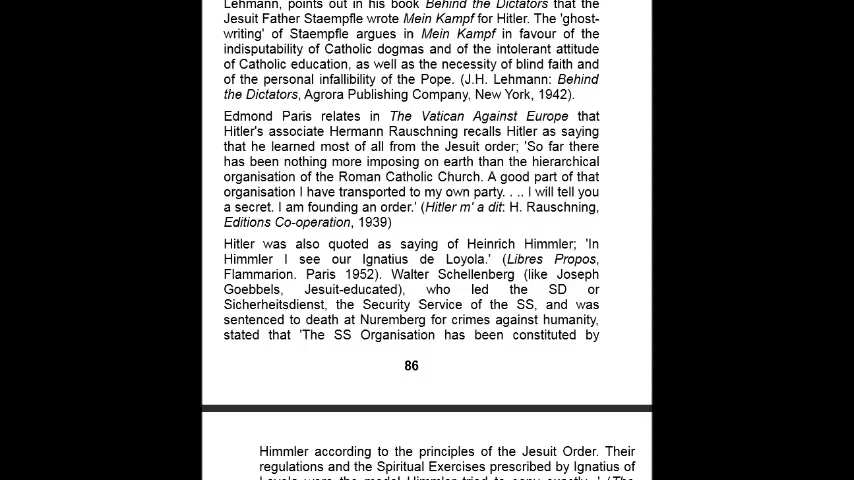 Lehmann, points out in his book Behind the Dictators that the
Jesuit Father Staempfle wrote Mein Kampf for Hitler. The 'ghost-
writing' of Staempfle argues in Mein Kampf in favour of the
indisputability of Catholic dogmas and of the intolerant attitude
of Catholic education, as well as the necessity of blind faith and
of the personal infallibility of the Pope. (J.H. Lehmann: Behind
the Dictators, Agrora Publishing Company, New York, 1942).
Edmond Paris relates in The Vatican Against Europe that
Hitler's associate Hermann Rauschning recalls Hitler as saying
that he learned most of all from the Jesuit order; 'So far there
has been nothing more imposing on earth than the hierarchical
organisation of the Roman Catholic Church. A good part of that
organisation I have transported to my own party. . .. I will tell you
a secret. I am founding an order.' (Hitler m' a dit: H. Rauschning,
Editions Co-operation, 1939)
Hitler was also quoted as saying of Heinrich Himmler; 'In
Himmler I see our Ignatius de Loyola.' (Libres Propos,
Flammarion. Paris 1952). Walter Schellenberg (like Joseph
Goebbels, Jesuit-educated), who led the SD or
Sicherheitsdienst, the Security Service of the SS, and was
sentenced to death at Nuremberg for crimes against humanity,
stated that 'The SS Organisation has been constituted by
86
Himmler according to the principles of the Jesuit Order. Their
regulations and the Spiritual Exercises prescribed by Ignatius of
Loyola were the model Himmler tried to copy exactly. ' (The